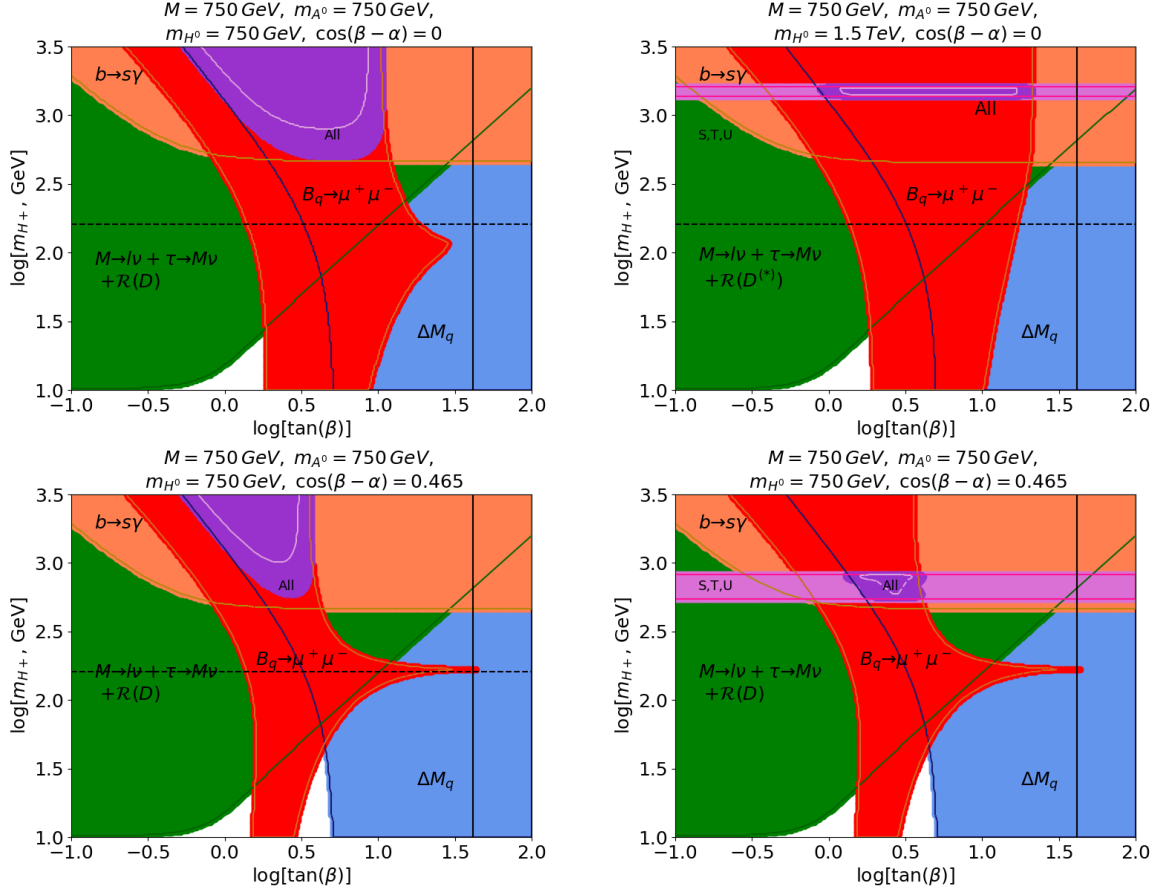 M = 750 GeV, m_{A^0} = 750 GeV,
m_{H^0} = 750 GeV, cos(β − α) = 0
3.5
3.0
2.5
2.0
1.5
1.0
log[m_{H+}, GeV]
b→sγ
All
B_q→μ⁺μ⁻
M→lν + τ→Mν
+ℛ(D)
ΔM_q
−1.0 −0.5 0.0 0.5 1.0 1.5 2.0
log[tan(β)]
M = 750 GeV, m_{A^0} = 750 GeV,
m_{H^0} = 1.5 TeV, cos(β − α) = 0
3.5
3.0
2.5
2.0
1.5
1.0
log[m_{H+}, GeV]
b→sγ
All
S,T,U
B_q→μ⁺μ⁻
M→lν + τ→Mν
+ℛ(D^{(*)})
ΔM_q
−1.0 −0.5 0.0 0.5 1.0 1.5 2.0
log[tan(β)]
M = 750 GeV, m_{A^0} = 750 GeV,
m_{H^0} = 750 GeV, cos(β − α) = 0.465
3.5
3.0
2.5
2.0
1.5
1.0
log[m_{H+}, GeV]
b→sγ
All
B_q→μ⁺μ⁻
M→lν + τ→Mν
+ℛ(D)
ΔM_q
−1.0 −0.5 0.0 0.5 1.0 1.5 2.0
log[tan(β)]
M = 750 GeV, m_{A^0} = 750 GeV,
m_{H^0} = 750 GeV, cos(β − α) = 0.465
3.5
3.0
2.5
2.0
1.5
1.0
log[m_{H+}, GeV]
b→sγ
S,T,U
All
B_q→μ⁺μ⁻
M→lν + τ→Mν
+ℛ(D)
ΔM_q
−1.0 −0.5 0.0 0.5 1.0 1.5 2.0
log[tan(β)]